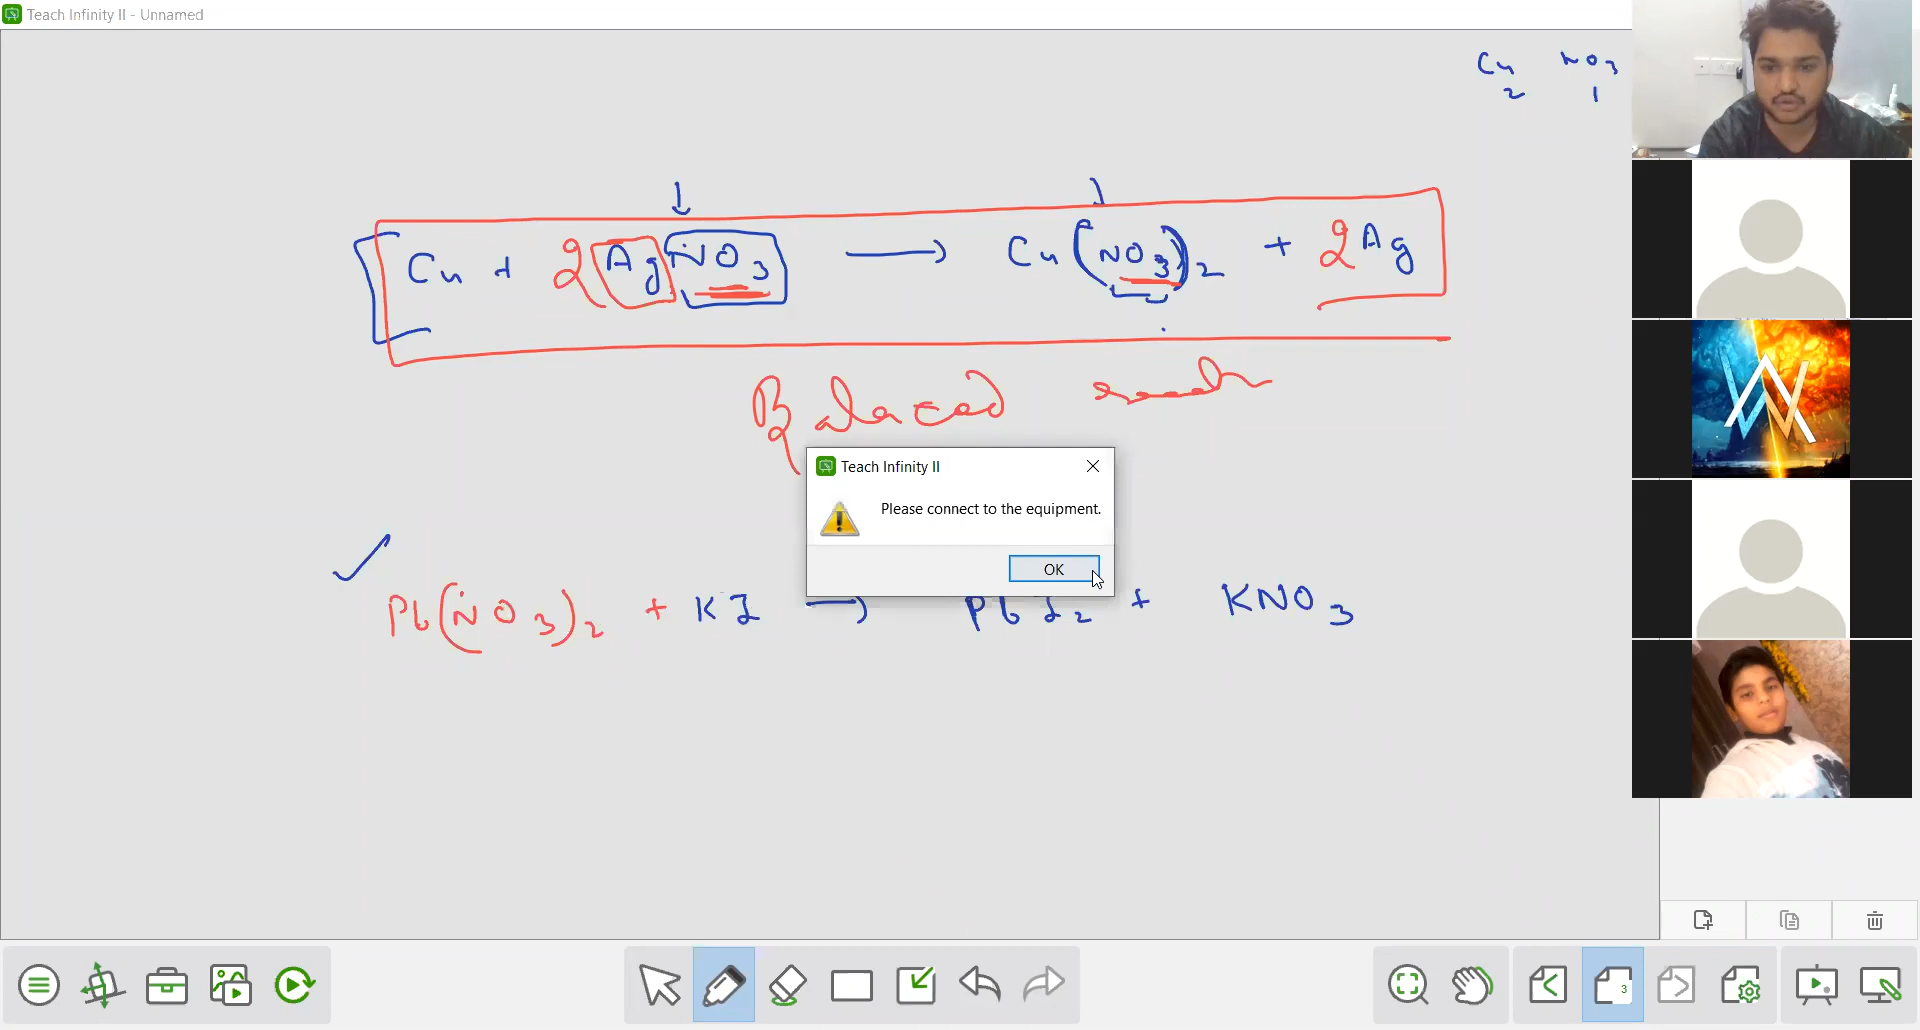 Teach Infinity II - Unnamed
Cu NO3
2 1
Cu + 2AgNO3 → Cu(NO3)2 + 2Ag
Teach Infinity II
Please connect to the equipment.
OK
Pb(NO3)2 + KI → PbI2 + KNO3
3